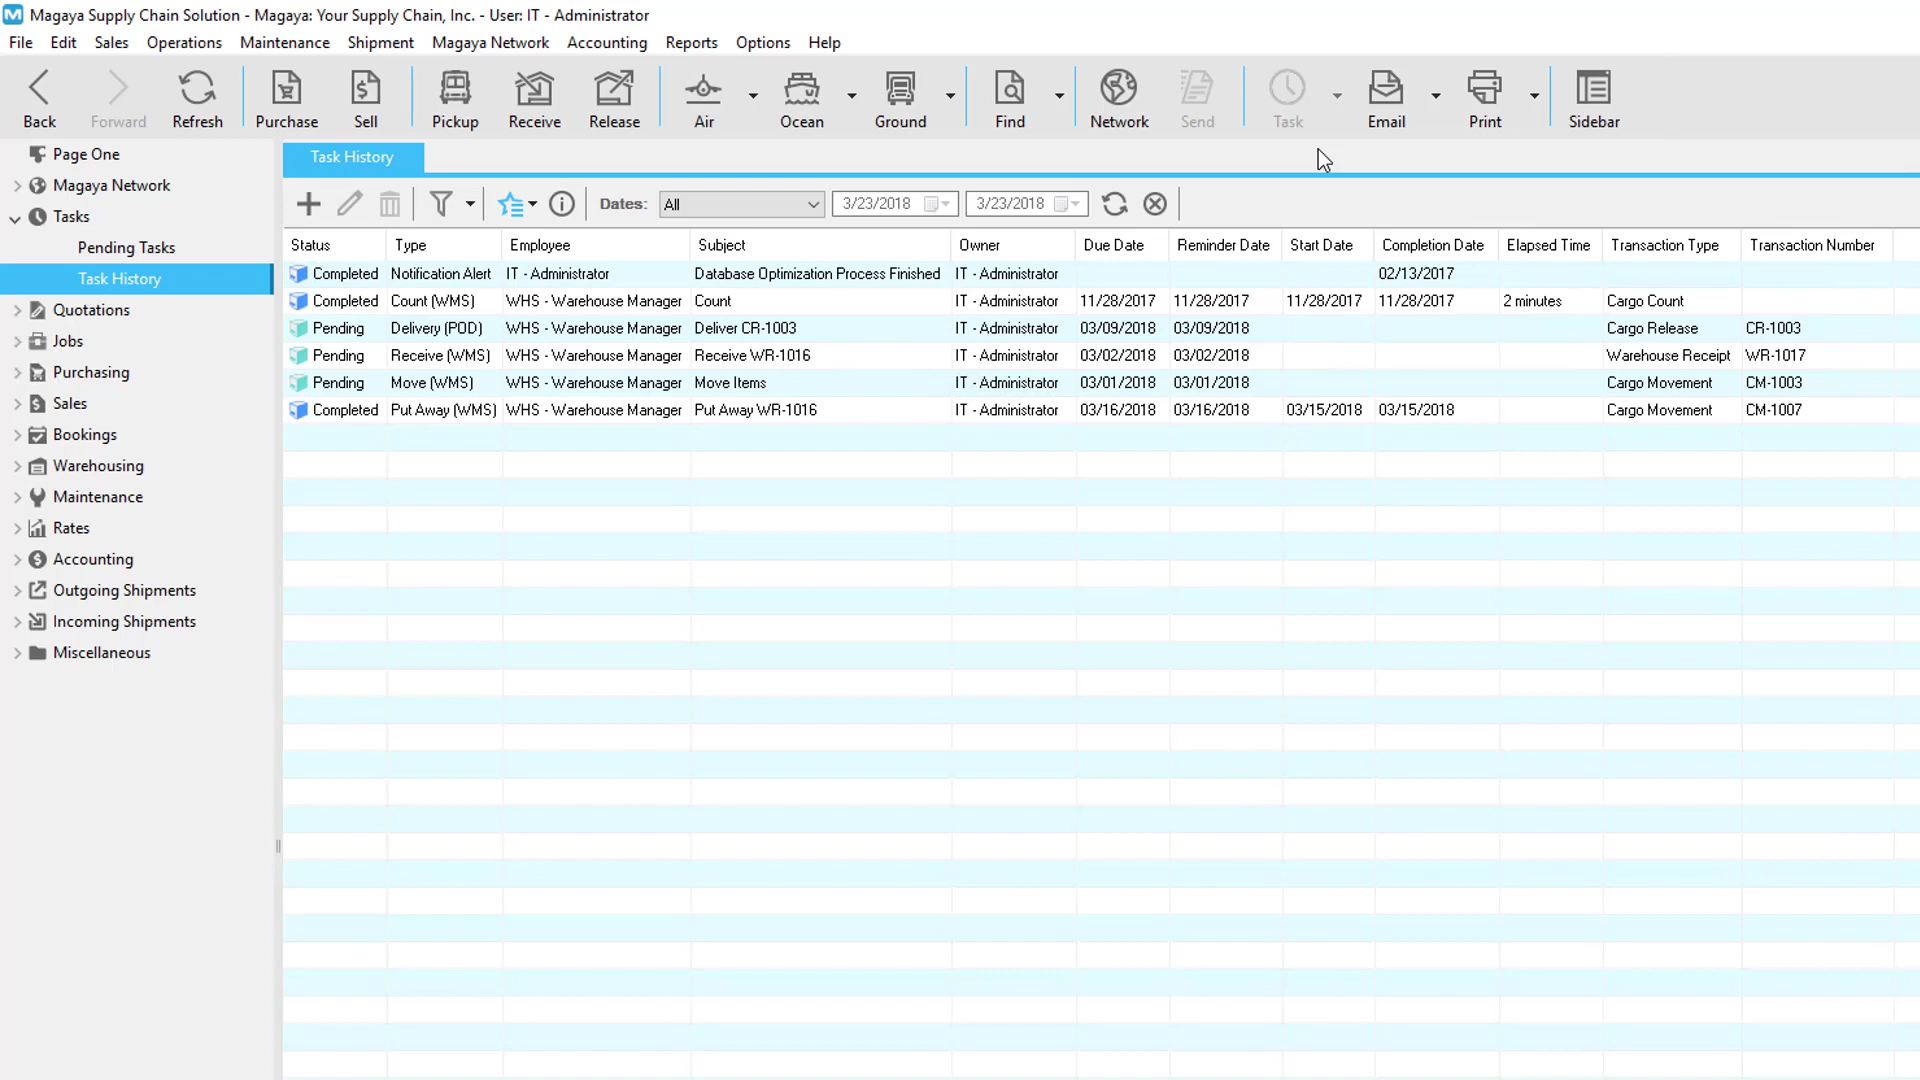 Magaya Supply Chain Solution - Magaya: Your Supply Chain, Inc. - User: IT - Administrator
File Edit Sales Operations Maintenance Shipment Magaya Network Accounting Reports Options Help
Back Forward Refresh Purchase Sell Pickup Receive Release Air Ocean Ground Find Network Send Task Email Print Sidebar
Page One
Magaya Network
Tasks
Pending Tasks
Task History
Quotations
Jobs
Purchasing
Sales
Bookings
Warehousing
Maintenance
Rates
Accounting
Outgoing Shipments
Incoming Shipments
Miscellaneous
Task History
Dates: All 3/23/2018 3/23/2018
Status Type Employee Subject Owner Due Date Reminder Date Start Date Completion Date Elapsed Time Transaction Type Transaction Number
Completed Notification Alert IT - Administrator Database Optimization Process Finished IT - Administrator 02/13/2017
Completed Count (WMS) WHS - Warehouse Manager Count IT - Administrator 11/28/2017 11/28/2017 11/28/2017 11/28/2017 2 minutes Cargo Count
Pending Delivery (POD) WHS - Warehouse Manager Deliver CR-1003 IT - Administrator 03/09/2018 03/09/2018 Cargo Release CR-1003
Pending Receive (WMS) WHS - Warehouse Manager Receive WR-1016 IT - Administrator 03/02/2018 03/02/2018 Warehouse Receipt WR-1017
Pending Move (WMS) WHS - Warehouse Manager Move Items IT - Administrator 03/01/2018 03/01/2018 Cargo Movement CM-1003
Completed Put Away (WMS) WHS - Warehouse Manager Put Away WR-1016 IT - Administrator 03/16/2018 03/16/2018 03/15/2018 03/15/2018 Cargo Movement CM-1007